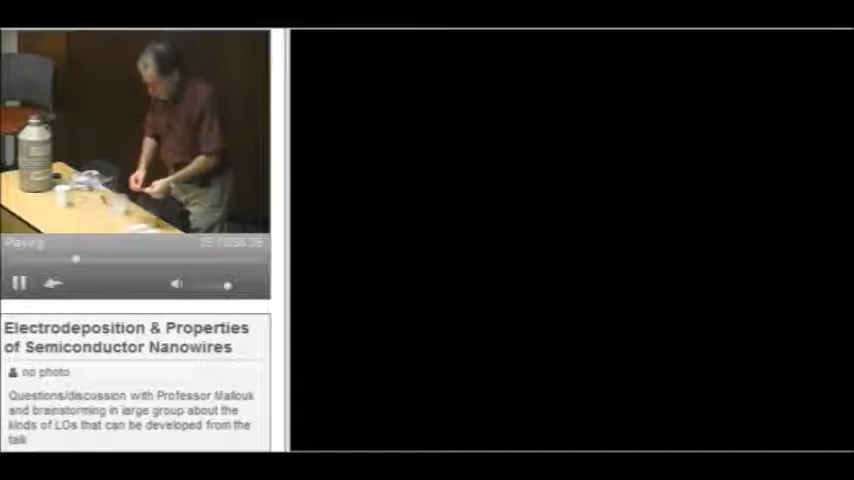 Playing
Electrodeposition & Properties
of Semiconductor Nanowires
no photo
Questions/discussion with Professor Mallouk
and brainstorming in large group about the
kinds of LOs that can be developed from the
talk